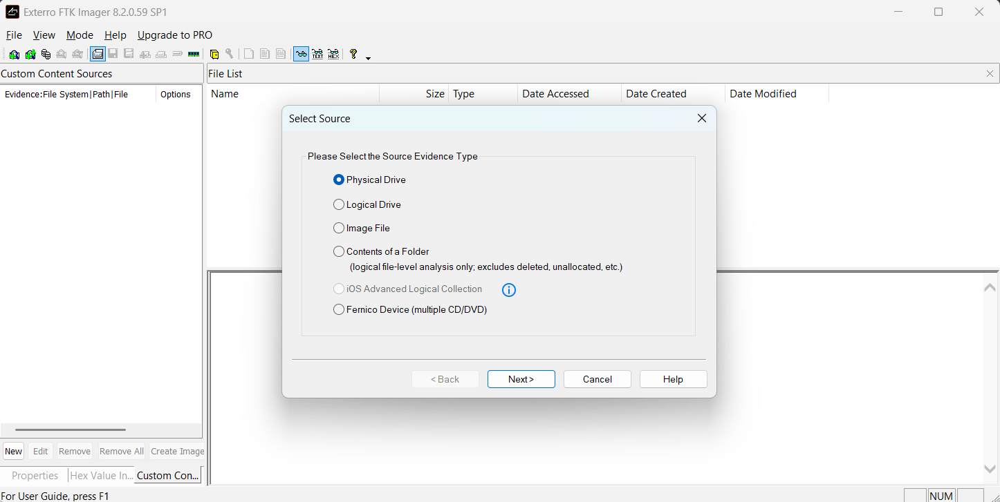 Exterro FTK Imager 8.2.0.59 SP1
File View Mode Help Upgrade to PRO
TEXT HEX
Custom Content Sources
File List
Evidence:File System|Path|File Options
Name Size Type Date Accessed Date Created Date Modified
Select Source
Please Select the Source Evidence Type
Physical Drive
Logical Drive
Image File
Contents of a Folder
(logical file-level analysis only; excludes deleted, unallocated, etc.)
iOS Advanced Logical Collection
Fernico Device (multiple CD/DVD)
< Back Next > Cancel Help
New Edit Remove Remove All Create Image
Properties Hex Value In... Custom Con...
For User Guide, press F1
NUM